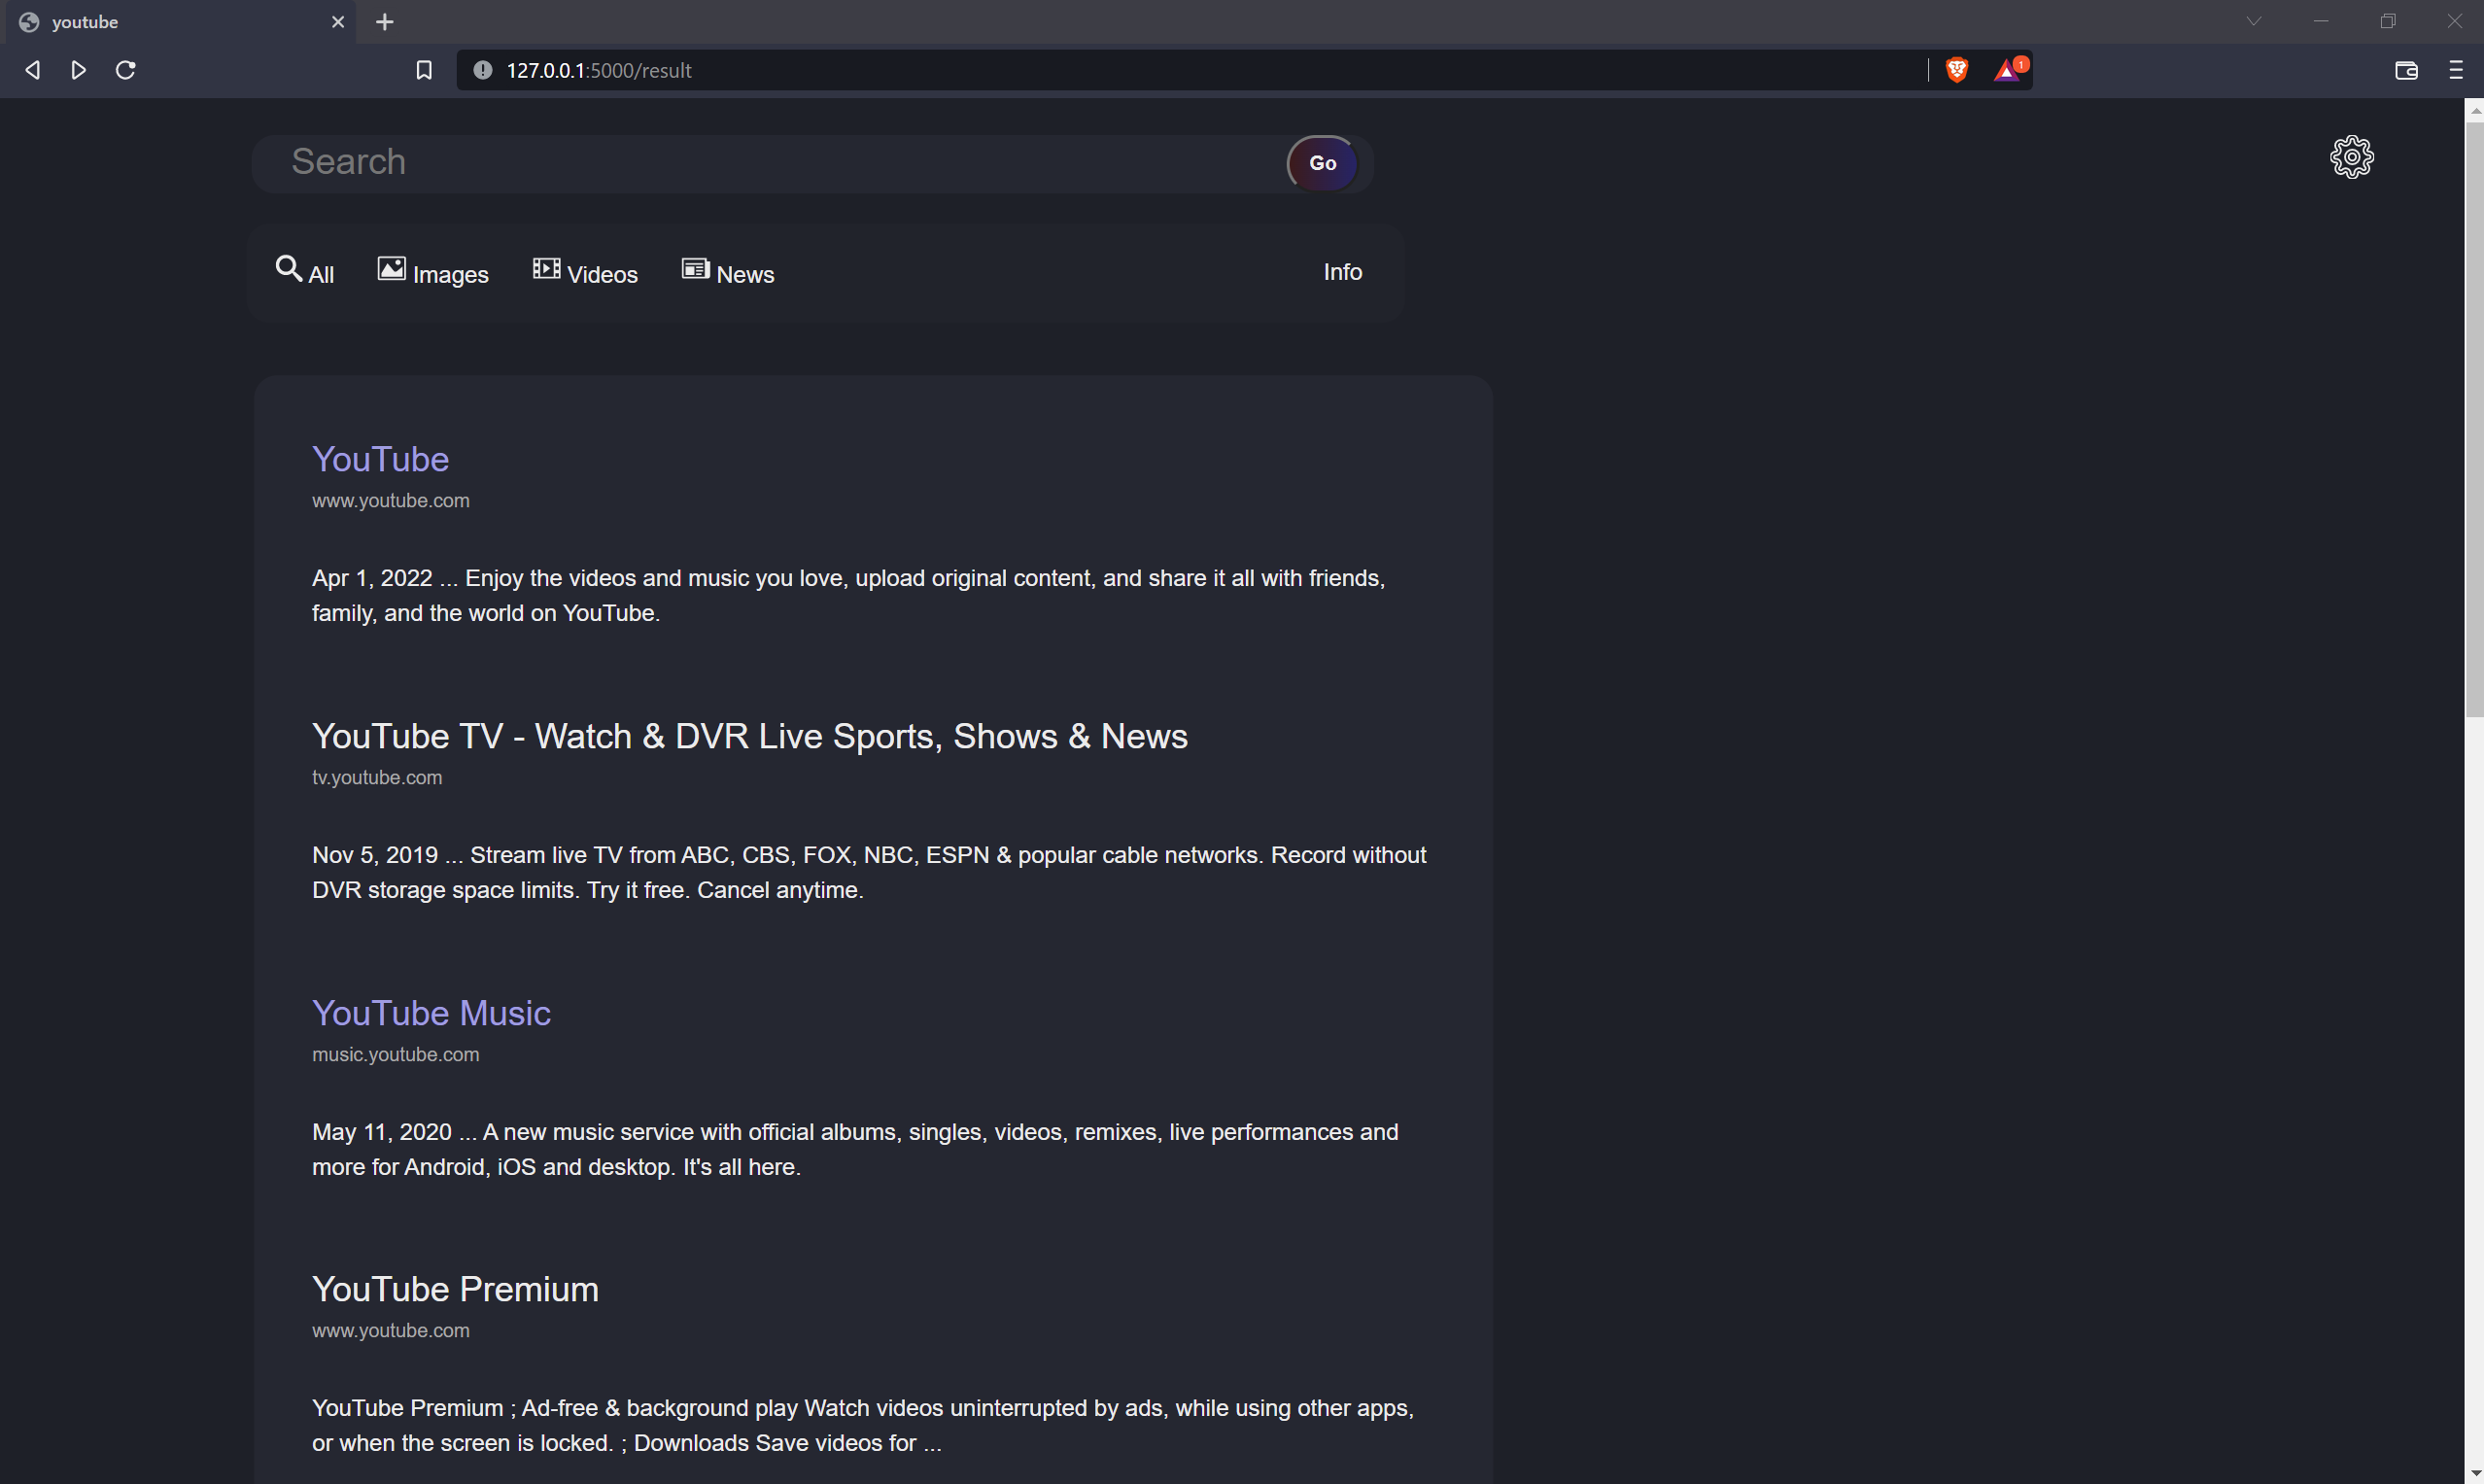 youtube
127.0.0.1:5000/result
1
Search
Go
All Images Videos News Info
YouTube
www.youtube.com
Apr 1, 2022 ... Enjoy the videos and music you love, upload original content, and share it all with friends,
family, and the world on YouTube.
YouTube TV - Watch & DVR Live Sports, Shows & News
tv.youtube.com
Nov 5, 2019 ... Stream live TV from ABC, CBS, FOX, NBC, ESPN & popular cable networks. Record without
DVR storage space limits. Try it free. Cancel anytime.
YouTube Music
music.youtube.com
May 11, 2020 ... A new music service with official albums, singles, videos, remixes, live performances and
more for Android, iOS and desktop. It's all here.
YouTube Premium
www.youtube.com
YouTube Premium ; Ad-free & background play Watch videos uninterrupted by ads, while using other apps,
or when the screen is locked. ; Downloads Save videos for ...